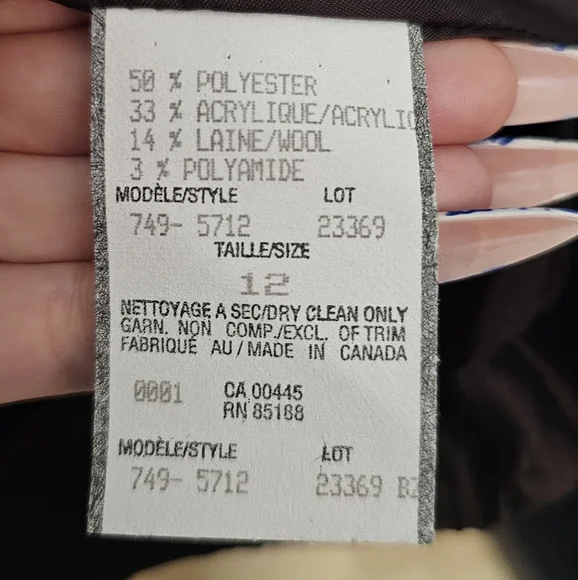 50 % POLYESTER
33 % ACRYLIQUE/ACRYLIC
14 % LAINE/WOOL
3 % POLYAMIDE
MODÈLE/STYLE LOT
749- 5712 23369
TAILLE/SIZE
12
NETTOYAGE A SEC/DRY CLEAN ONLY
GARN. NON COMP./EXCL. OF TRIM
FABRIQUÉ AU/MADE IN CANADA
0001 CA 00445
RN 85188
MODÈLE/STYLE LOT
749- 5712 23369